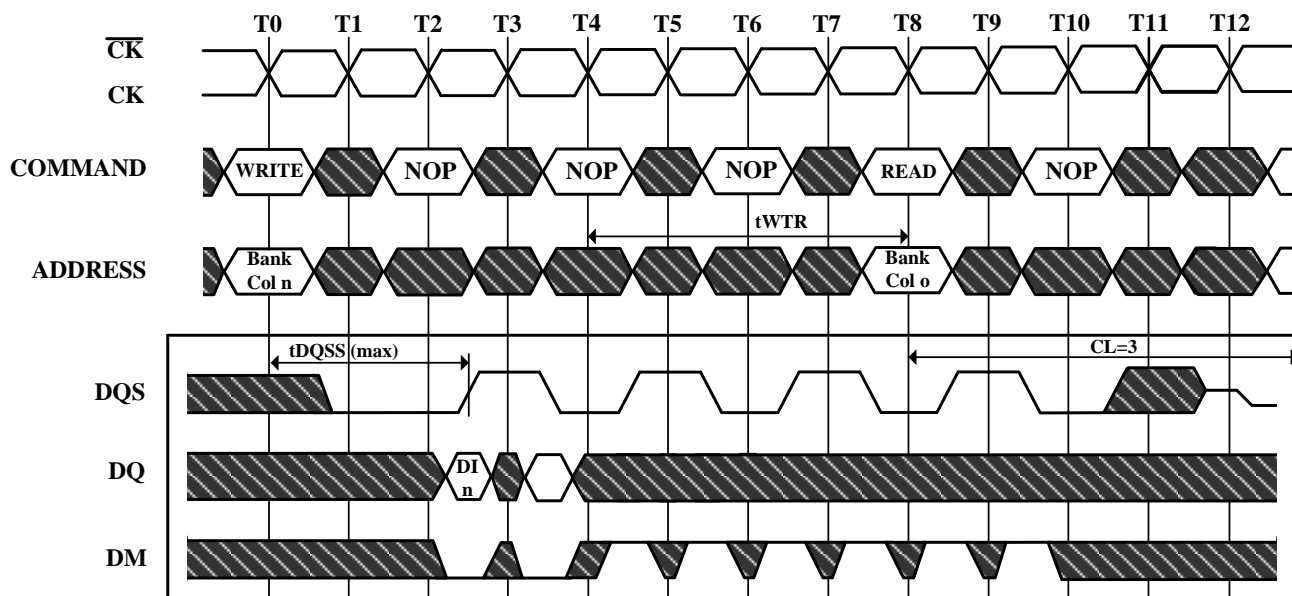 T0 T1 T2 T3 T4 T5 T6 T7 T8 T9 T10 T11 T12
CK
CK
COMMAND WRITE NOP NOP NOP READ NOP
tWTR
ADDRESS Bank Col n Bank Col o
tDQSS (max) CL=3
DQS
DQ DI n
DM